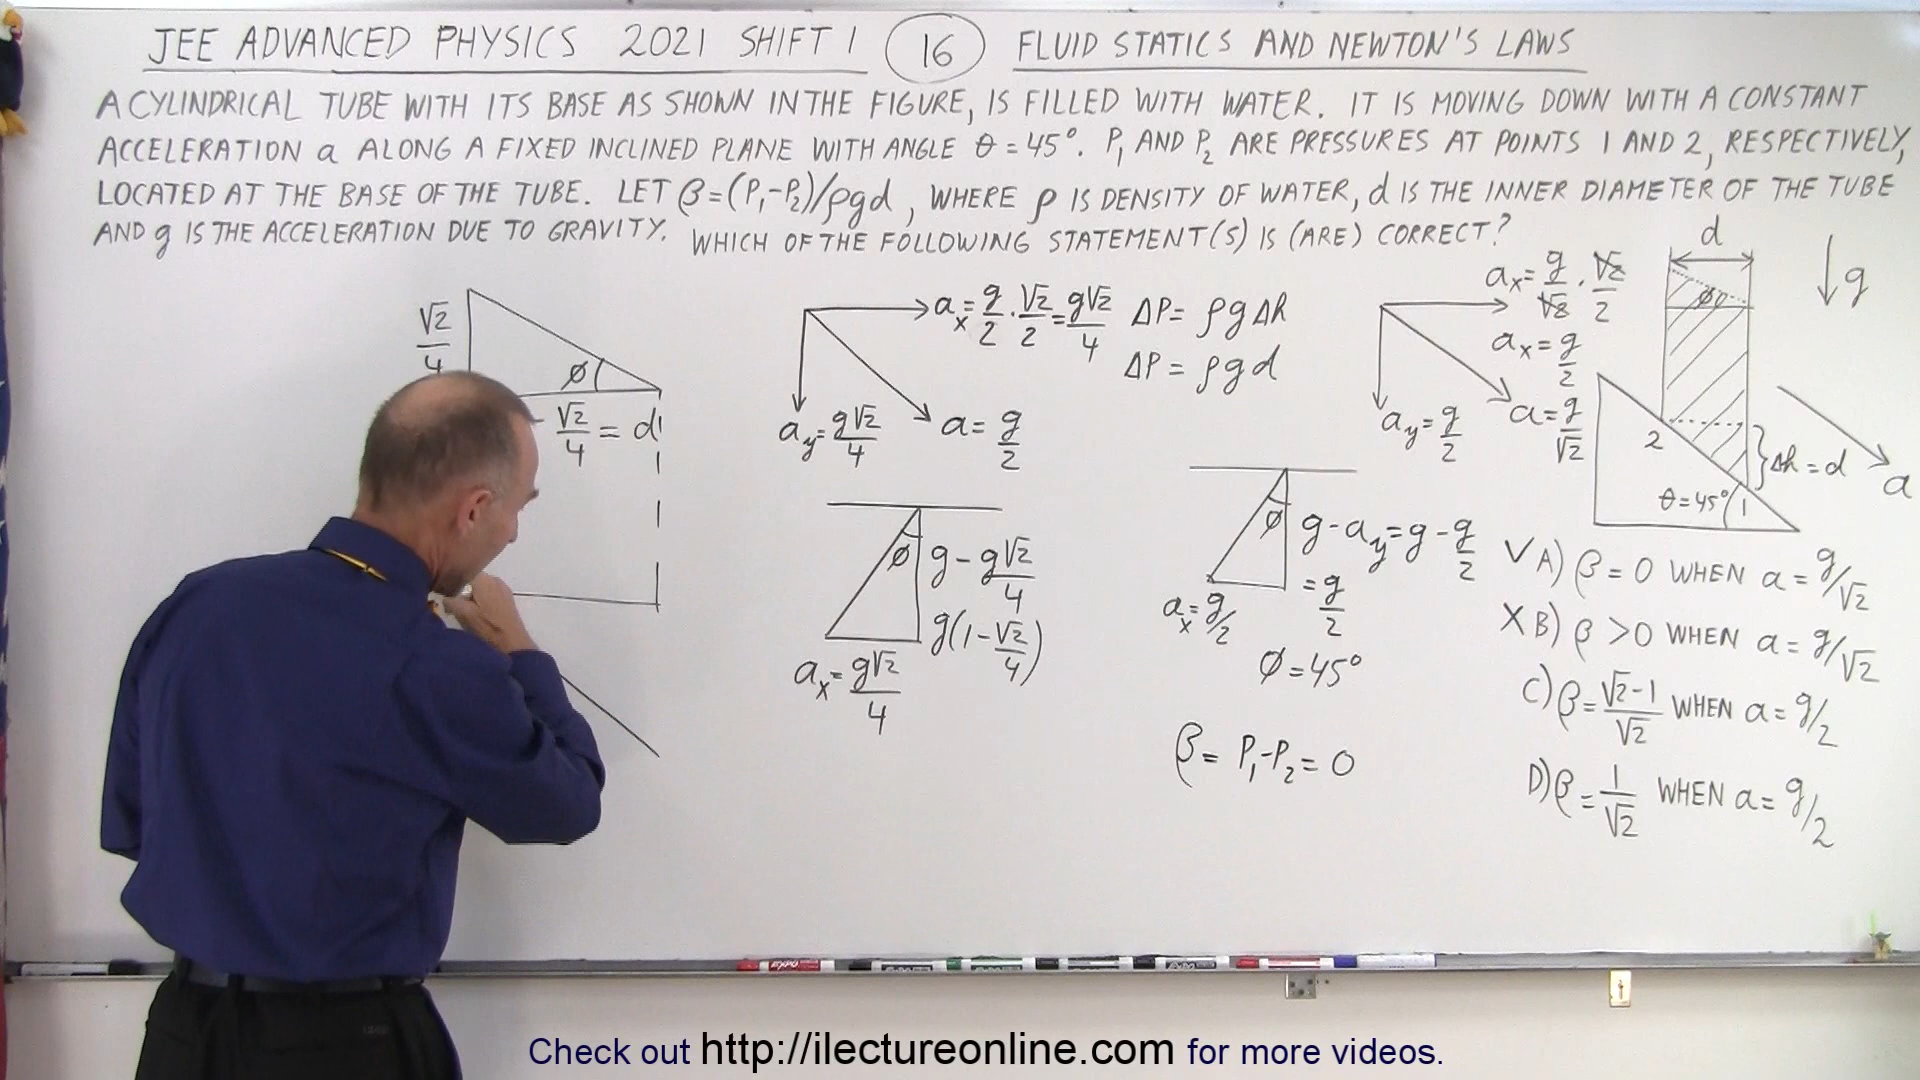 JEE ADVANCED PHYSICS 2021 SHIFT 1 16 FLUID STATICS AND NEWTON'S LAWS
A CYLINDRICAL TUBE WITH ITS BASE AS SHOWN IN THE FIGURE, IS FILLED WITH WATER. IT IS MOVING DOWN WITH A CONSTANT
ACCELERATION a ALONG A FIXED INCLINED PLANE WITH ANGLE θ = 45°. P₁ AND P₂ ARE PRESSURES AT POINTS 1 AND 2, RESPECTIVELY,
LOCATED AT THE BASE OF THE TUBE. LET β = (P₁-P₂)/ρgd, WHERE ρ IS DENSITY OF WATER, d IS THE INNER DIAMETER OF THE TUBE
AND g IS THE ACCELERATION DUE TO GRAVITY. WHICH OF THE FOLLOWING STATEMENT(S) IS (ARE) CORRECT?
√2/4
ø
√2/4 = d
aₓ = g/2 · √2/2 = g√2/4
a_y = g√2/4
a = g/2
ΔP = ρgΔh
ΔP = ρgd
ø
g - g√2/4
g(1-√2/4)
aₓ = g√2/4
aₓ = g/√2 · √2/2
aₓ = g/2
a_y = g/2
a = g/√2
ø
g - a_y = g - g/2
= g/2
aₓ = g/2
ø = 45°
β = P₁-P₂ = 0
d
g
ø
2
Δh = d
θ = 45°
1
a
✓ A) β = 0 WHEN a = g/√2
X B) β > 0 WHEN a = g/√2
C) β = √2-1/√2 WHEN a = g/2
D) β = 1/√2 WHEN a = g/2
EXPO
Check out http://ilectureonline.com for more videos.